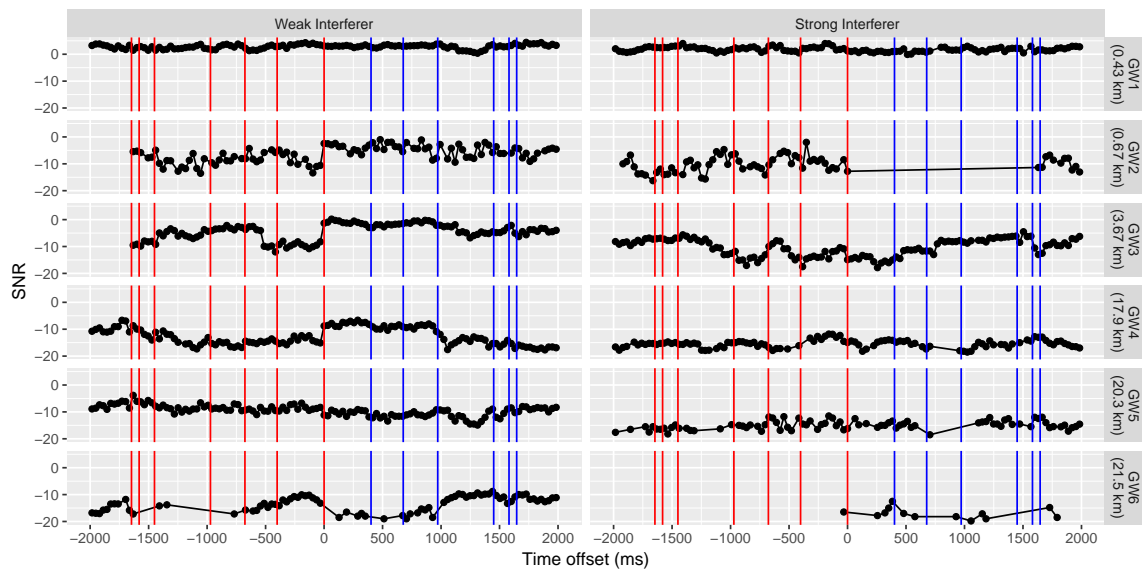 Weak Interferer
Strong Interferer
SNR
0
−10
−20
GW1
(0.43 km)
0
−10
−20
GW2
(0.67 km)
0
−10
−20
GW3
(3.67 km)
0
−10
−20
GW4
(17.9 km)
0
−10
−20
GW5
(20.3 km)
0
−10
−20
GW6
(21.5 km)
−2000 −1500 −1000 −500 0 500 1000 1500 2000
−2000 −1500 −1000 −500 0 500 1000 1500 2000
Time offset (ms)